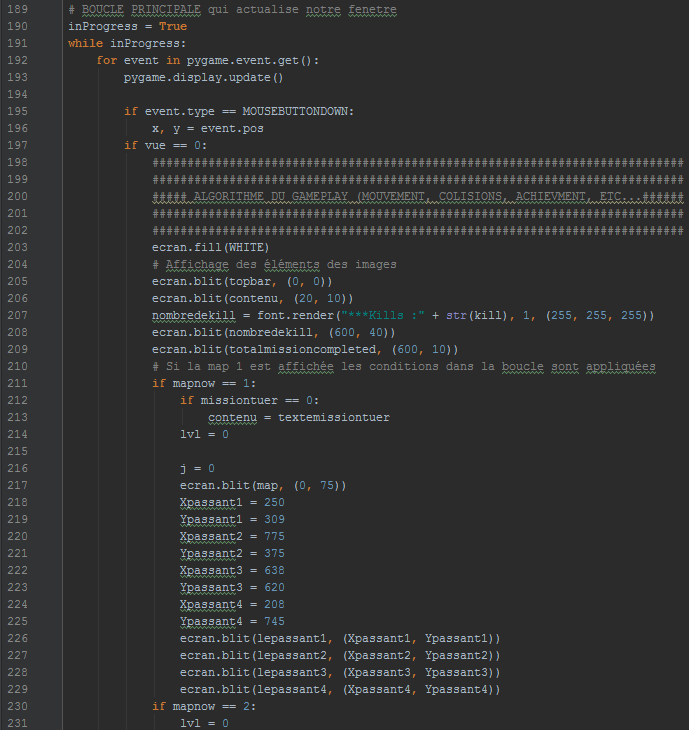 189 # BOUCLE PRINCIPALE qui actualise notre fenetre
190 inProgress = True
191 while inProgress:
192     for event in pygame.event.get():
193         pygame.display.update()
194
195         if event.type == MOUSEBUTTONDOWN:
196             x, y = event.pos
197         if vue == 0:
198             ############################################################################
199             ############################################################################
200             ##### ALGORITHME DU GAMEPLAY (MOUVEMENT, COLISIONS, ACHIEVMENT, ETC...######
201             ############################################################################
202             ############################################################################
203             ecran.fill(WHITE)
204             # Affichage des éléments des images
205             ecran.blit(topbar, (0, 0))
206             ecran.blit(contenu, (20, 10))
207             nombredekill = font.render("***Kills :" + str(kill), 1, (255, 255, 255))
208             ecran.blit(nombredekill, (600, 40))
209             ecran.blit(totalmissioncompleted, (600, 10))
210             # Si la map 1 est affichée les conditions dans la boucle sont appliquées
211             if mapnow == 1:
212                 if missiontuer == 0:
213                     contenu = textemissiontuer
214                 lvl = 0
215
216                 j = 0
217                 ecran.blit(map, (0, 75))
218                 Xpassant1 = 250
219                 Ypassant1 = 309
220                 Xpassant2 = 775
221                 Ypassant2 = 375
222                 Xpassant3 = 638
223                 Ypassant3 = 620
224                 Xpassant4 = 208
225                 Ypassant4 = 745
226                 ecran.blit(lepassant1, (Xpassant1, Ypassant1))
227                 ecran.blit(lepassant2, (Xpassant2, Ypassant2))
228                 ecran.blit(lepassant3, (Xpassant3, Ypassant3))
229                 ecran.blit(lepassant4, (Xpassant4, Ypassant4))
230             if mapnow == 2:
231                 lvl = 0